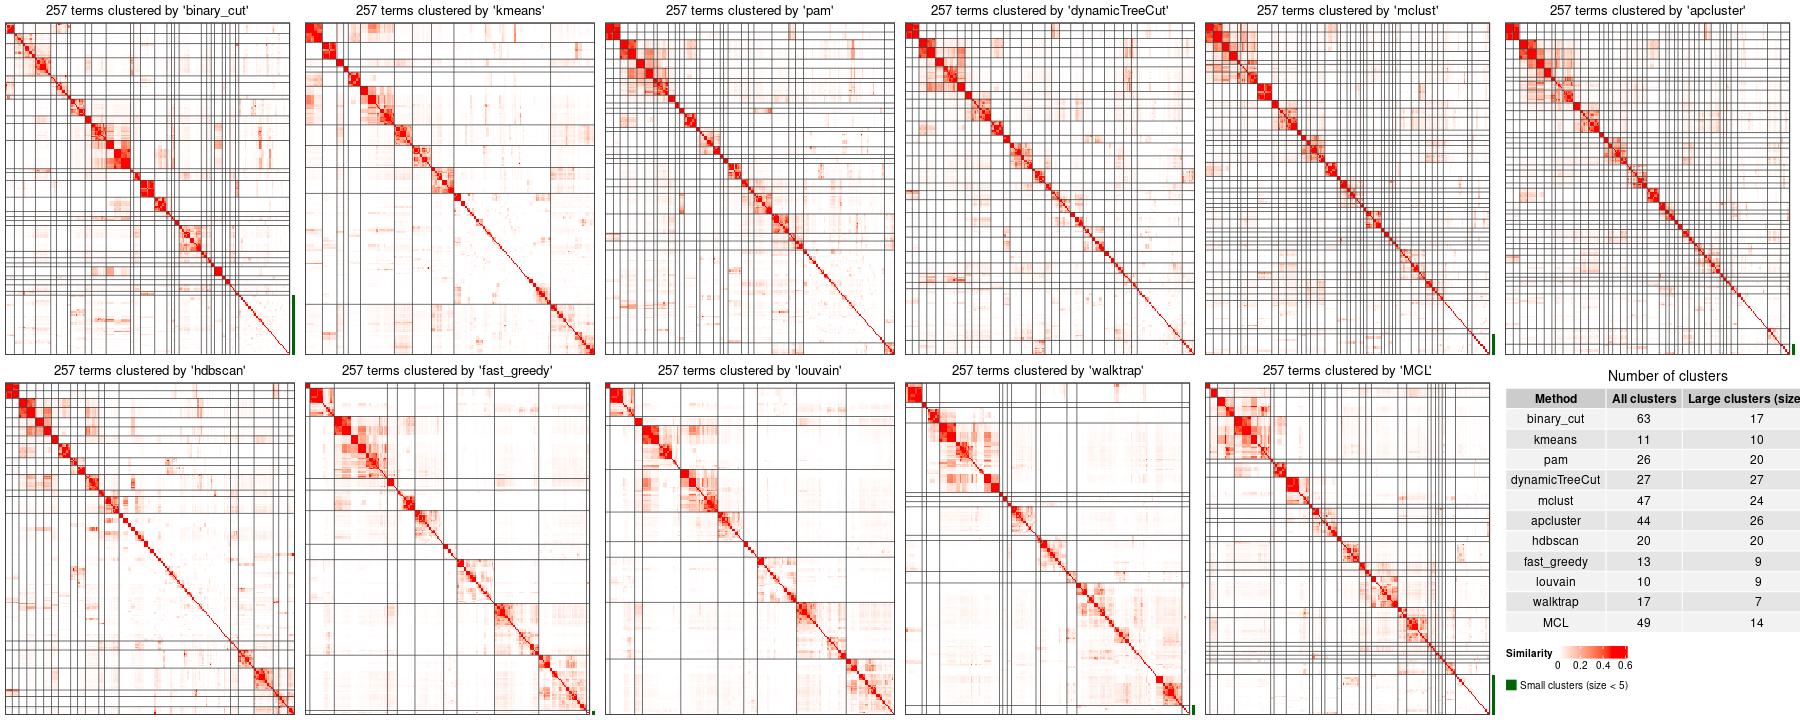 257 terms clustered by 'binary_cut'
257 terms clustered by 'kmeans'
257 terms clustered by 'pam'
257 terms clustered by 'dynamicTreeCut'
257 terms clustered by 'mclust'
257 terms clustered by 'apcluster'
257 terms clustered by 'hdbscan'
257 terms clustered by 'fast_greedy'
257 terms clustered by 'louvain'
257 terms clustered by 'walktrap'
257 terms clustered by 'MCL'
Number of clusters
Method All clusters Large clusters (size
binary_cut 63 17
kmeans 11 10
pam 26 20
dynamicTreeCut 27 27
mclust 47 24
apcluster 44 26
hdbscan 20 20
fast_greedy 13 9
louvain 10 9
walktrap 17 7
MCL 49 14
Similarity
0 0.2 0.4 0.6
Small clusters (size < 5)